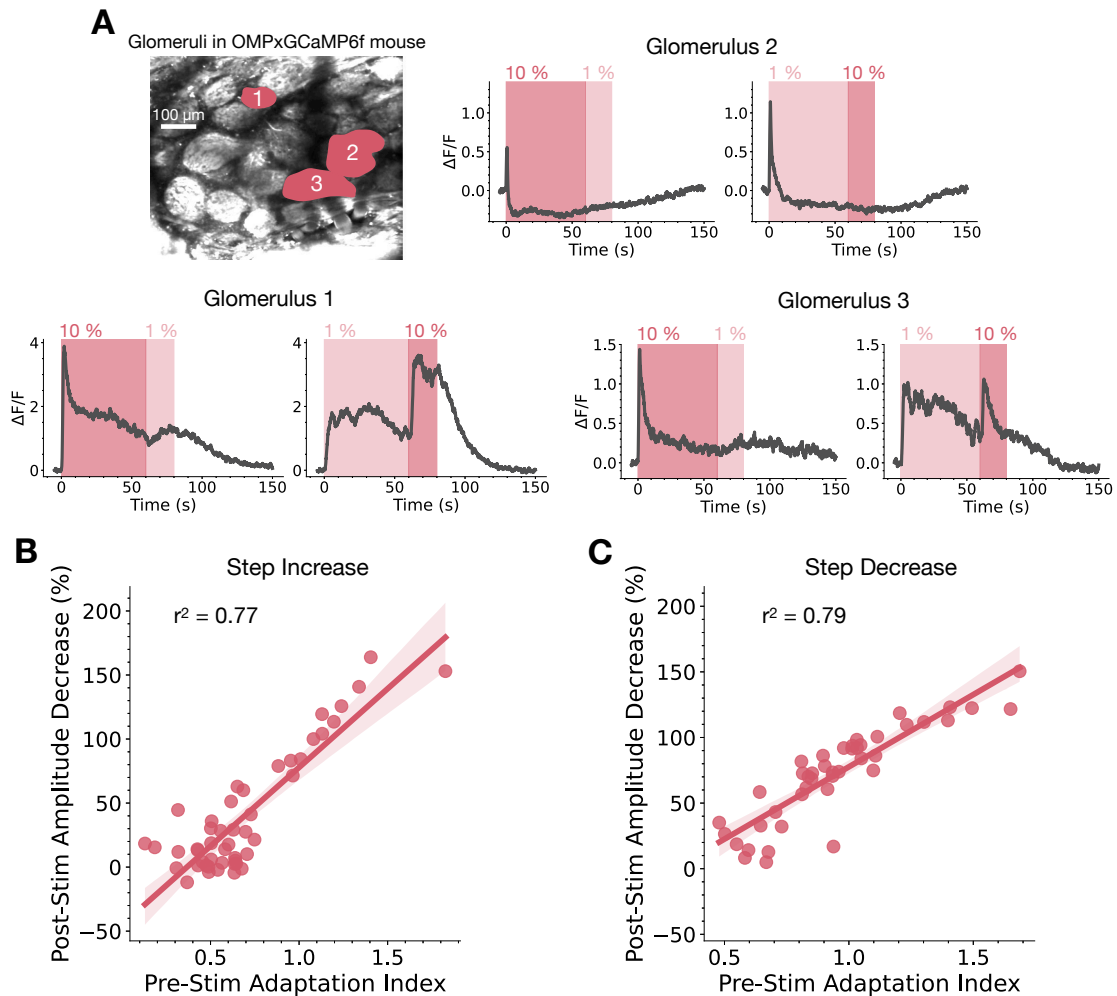 A
Glomeruli in OMPxGCaMP6f mouse
1
100 µm
2
3
Glomerulus 2
10 % 1 %
1.0
0.5
0.0
ΔF/F
0 50 100 150
Time (s)
1 % 10 %
1.0
0.5
0.0
0 50 100 150
Time (s)
Glomerulus 1
10 % 1 %
4
2
0
ΔF/F
0 50 100 150
Time (s)
1 % 10 %
4
2
0
0 50 100 150
Time (s)
Glomerulus 3
10 % 1 %
1.5
1.0
0.5
0.0
ΔF/F
0 50 100 150
Time (s)
1 % 10 %
1.5
1.0
0.5
0.0
0 50 100 150
Time (s)
B
Step Increase
r² = 0.77
Post-Stim Amplitude Decrease (%)
200
150
100
50
0
−50
0.5 1.0 1.5
Pre-Stim Adaptation Index
C
Step Decrease
r² = 0.79
Post-Stim Amplitude Decrease (%)
200
150
100
50
0
−50
0.5 1.0 1.5
Pre-Stim Adaptation Index